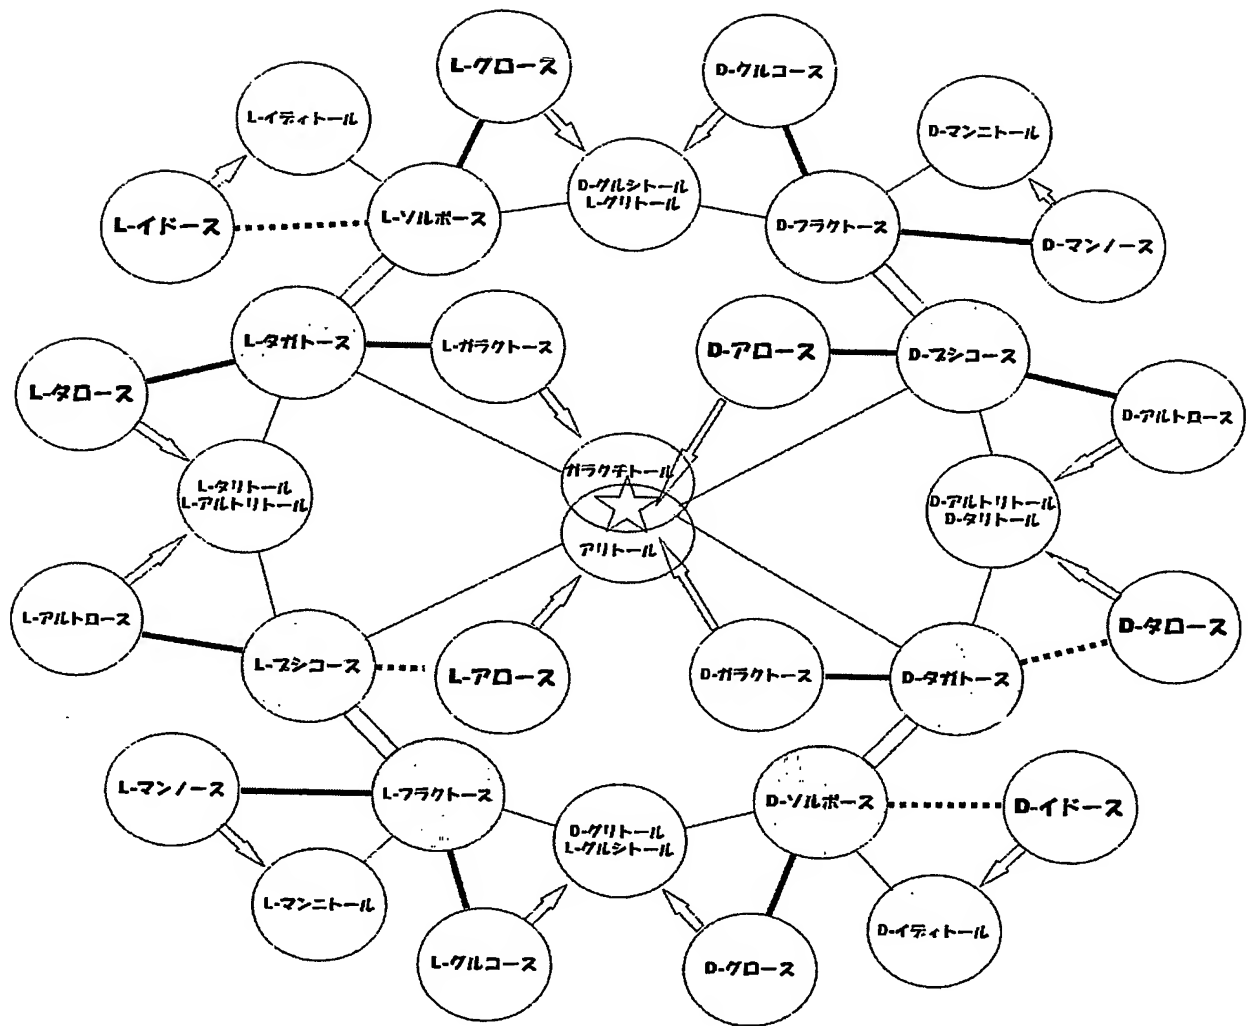 L-グロース
D-グルコース
L-イディトール
D-マンニトール
D-グルシトール
L-グリトール
L-イドース
L-ソルボース
D-フラクトース
D-マンノース
L-タガトース
L-ガラクトース
D-アロース
D-プシコース
L-タロース
D-アルトロース
ガラクチトール
L-タリトール
L-アルトリトール
D-アルトリトール
D-タリトール
アリトール
L-アルトロース
D-タロース
L-プシコース
L-アロース
D-ガラクトース
D-タガトース
L-マンノース
L-フラクトース
D-ソルボース
D-イドース
D-グリトール
L-グルシトール
L-マンニトール
D-イディトール
L-グルコース
D-グロース